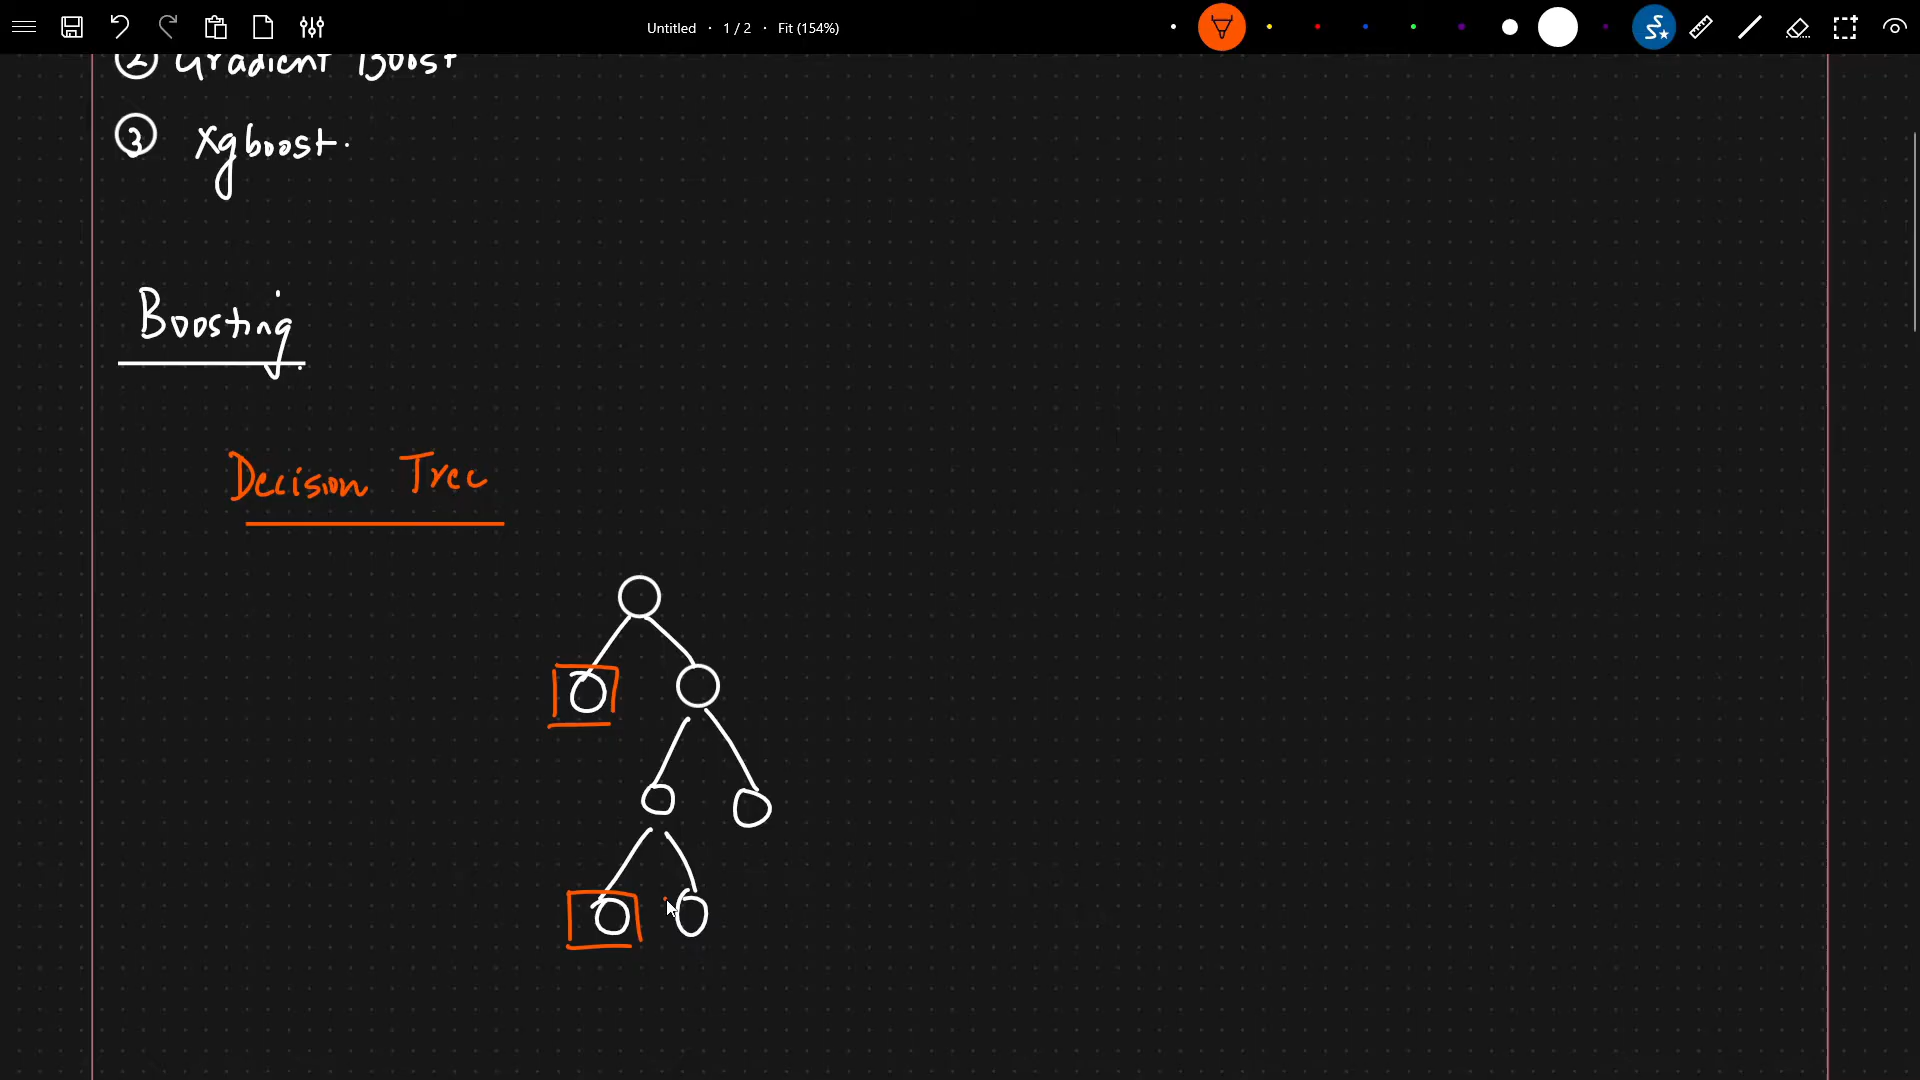 Untitled · 1 / 2 · Fit (154%)
② Gradient Boost
③ Xgboost.
Boosting
Decision Tree